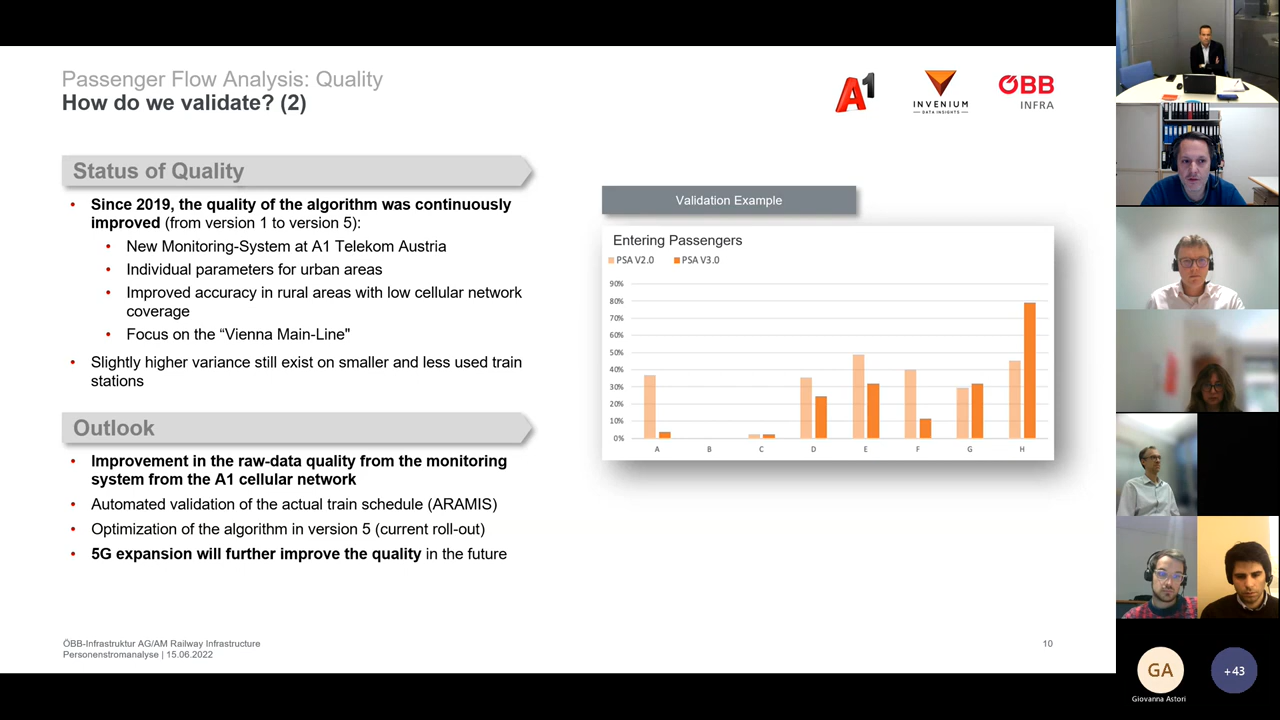 Passenger Flow Analysis: Quality
How do we validate? (2)
A1
INVENIUM
DATA INSIGHTS
ÖBB
INFRA
Status of Quality
• Since 2019, the quality of the algorithm was continuously
improved (from version 1 to version 5):
• New Monitoring-System at A1 Telekom Austria
• Individual parameters for urban areas
• Improved accuracy in rural areas with low cellular network
coverage
• Focus on the “Vienna Main-Line"
• Slightly higher variance still exist on smaller and less used train
stations
Outlook
• Improvement in the raw-data quality from the monitoring
system from the A1 cellular network
• Automated validation of the actual train schedule (ARAMIS)
• Optimization of the algorithm in version 5 (current roll-out)
• 5G expansion will further improve the quality in the future
Validation Example
Entering Passengers
PSA V2.0 PSA V3.0
90%
80%
70%
60%
50%
40%
30%
20%
10%
0%
A B C D E F G H
ÖBB-Infrastruktur AG/AM Railway Infrastructure
Personenstromanalyse | 15.06.2022
10
GA
Giovanna Astori
+43